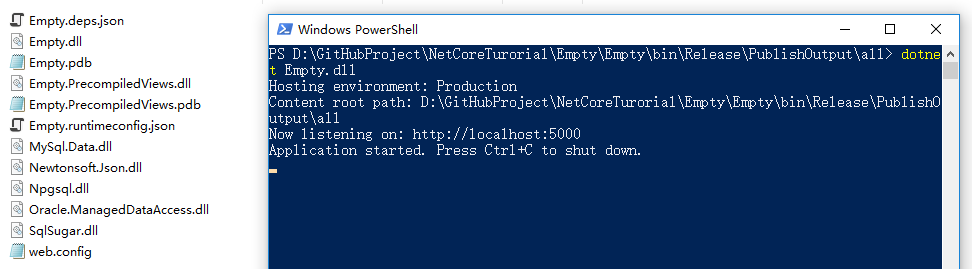 Empty.deps.json
Empty.dll
Empty.pdb
Empty.PrecompiledViews.dll
Empty.PrecompiledViews.pdb
Empty.runtimeconfig.json
MySql.Data.dll
Newtonsoft.Json.dll
Npgsql.dll
Oracle.ManagedDataAccess.dll
SqlSugar.dll
web.config
Windows PowerShell
PS D:\GitHubProject\NetCoreTurorial\Empty\Empty\bin\Release\PublishOutput\all> dotne
t Empty.dll
Hosting environment: Production
Content root path: D:\GitHubProject\NetCoreTurorial\Empty\Empty\bin\Release\PublishO
utput\all
Now listening on: http://localhost:5000
Application started. Press Ctrl+C to shut down.